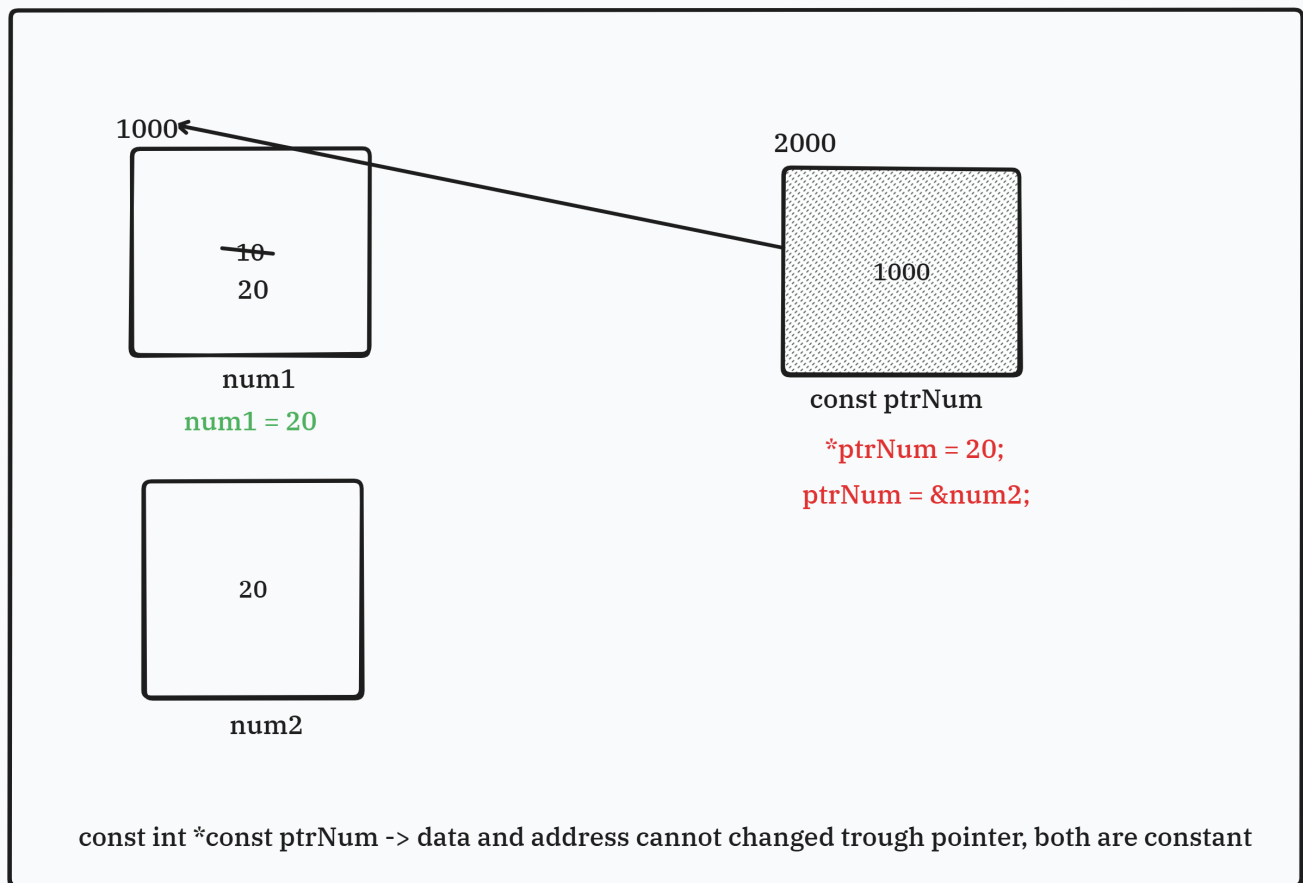 1000
10
20
num1
num1 = 20
2000
1000
const ptrNum
*ptrNum = 20;
ptrNum = &num2;
20
num2
const int *const ptrNum -> data and address cannot changed trough pointer, both are constant